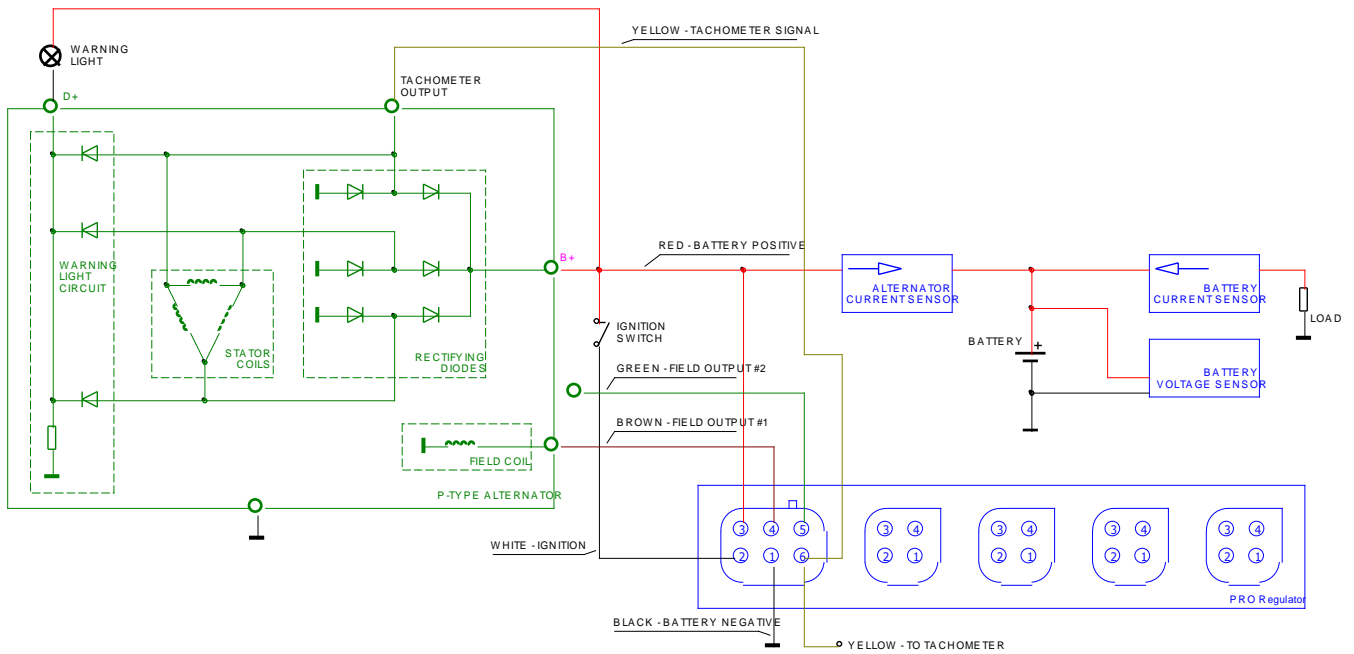 YELLOW - TACHOMETER SIGNAL
WARNING
LIGHT
TACHOMETER
OUTPUT
D+
RED - BATTERY POSITIVE
B+
WARNING
LIGHT
CIRCUIT
ALTERNATOR
CURRENT SENSOR
BATTERY
CURRENT SENSOR
LOAD
IGNITION
SWITCH
BATTERY
+
STATOR
COILS
RECTIFYING
DIODES
GREEN - FIELD OUTPUT #2
BATTERY
VOLTAGE SENSOR
BROWN - FIELD OUTPUT #1
FIELD COIL
P-TYPE ALTERNATOR
WHITE - IGNITION
3 4 5
2 1 6
3 4
2 1
3 4
2 1
3 4
2 1
3 4
2 1
PRO Regulator
BLACK - BATTERY NEGATIVE
YELLOW - TO TACHOMETER